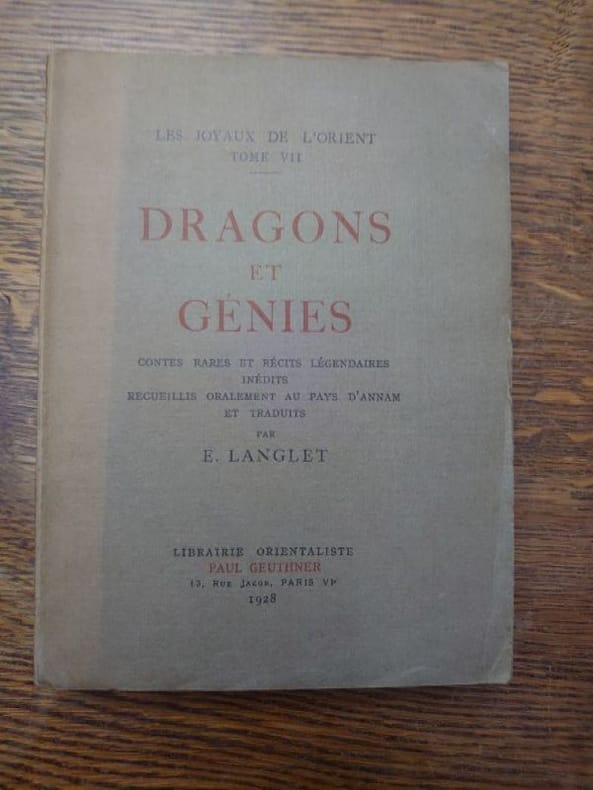 LES JOYAUX DE L'ORIENT
TOME VII
DRAGONS
ET
GÉNIES
CONTES RARES ET RÉCITS LÉGENDAIRES
INÉDITS
RECUEILLIS ORALEMENT AU PAYS D'ANNAM
ET TRADUITS
PAR
E. LANGLET
LIBRAIRIE ORIENTALISTE
PAUL GEUTHNER
13, RUE JACOB, PARIS VIe
1928